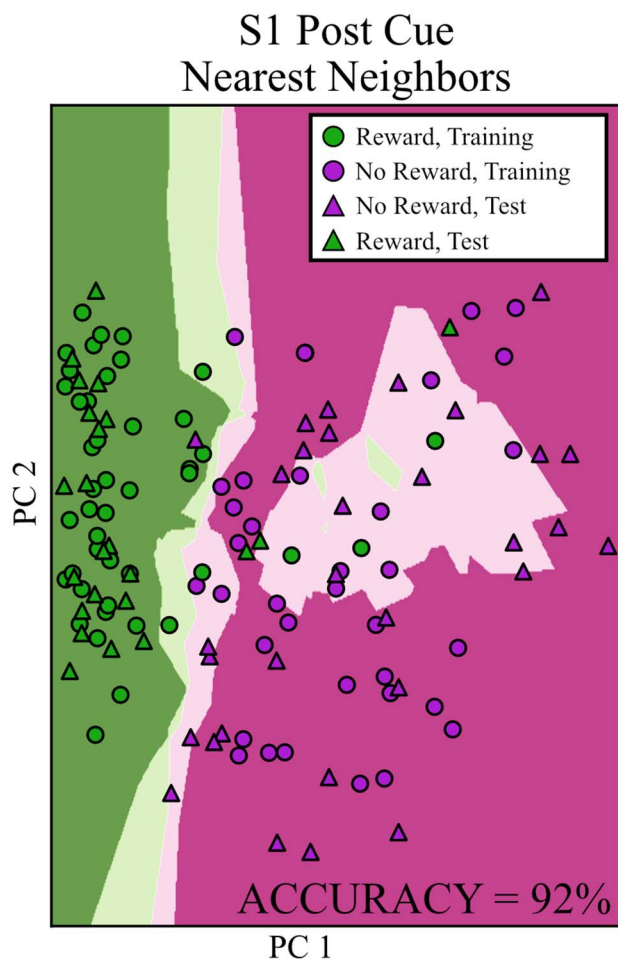 S1 Post Cue
Nearest Neighbors
Reward, Training
No Reward, Training
No Reward, Test
Reward, Test
PC 2
ACCURACY = 92%
PC 1